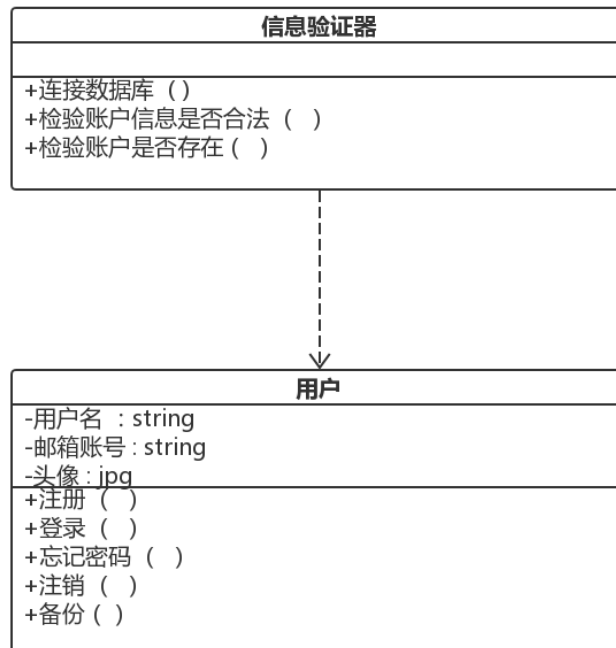 信息验证器
+连接数据库（ ）
+检验账户信息是否合法（ ）
+检验账户是否存在（ ）
用户
-用户名 : string
-邮箱账号 : string
-头像 : jpg
+注册（ ）
+登录（ ）
+忘记密码（ ）
+注销（ ）
+备份（ ）